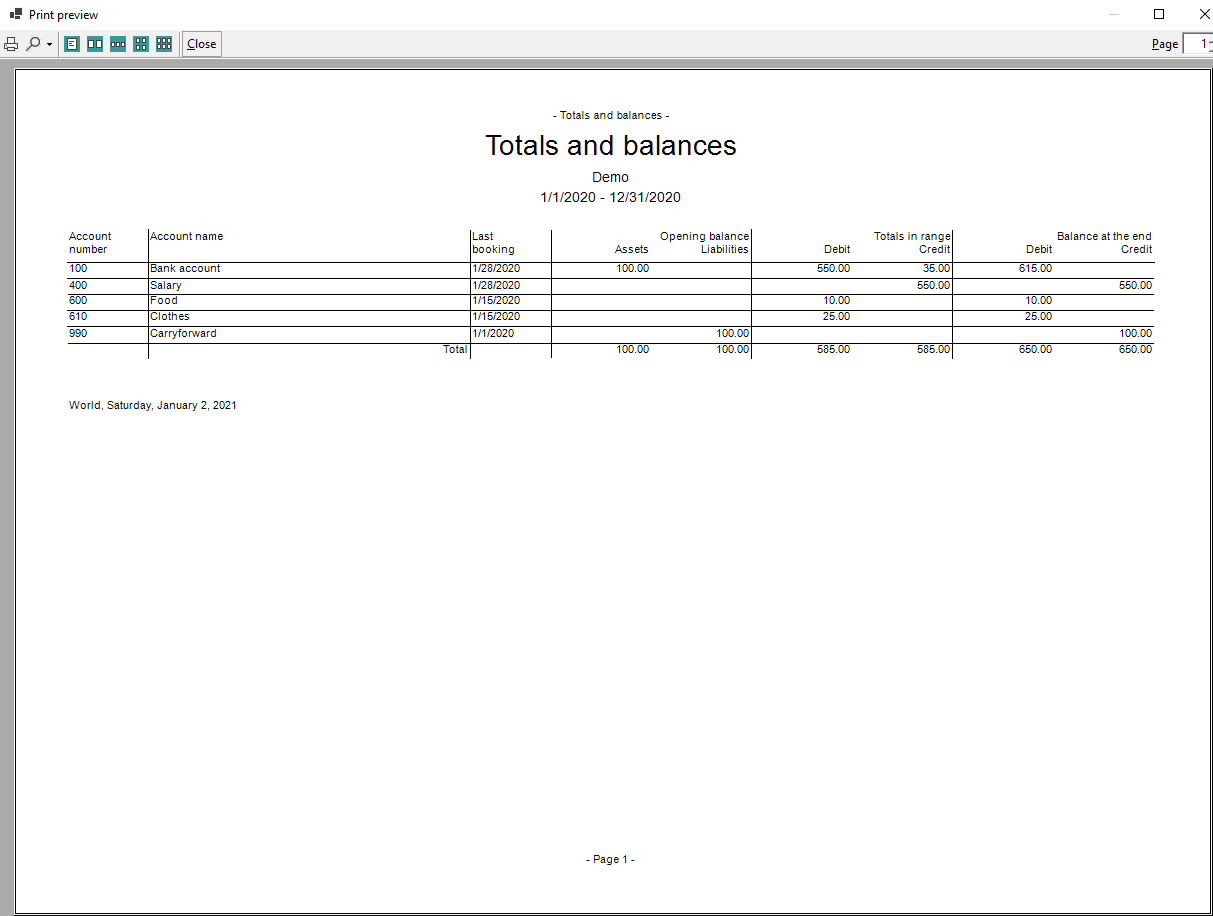 Print preview
Close
Page 1
- Totals and balances -
Totals and balances
Demo
1/1/2020 - 12/31/2020
Account Account name Last Opening balance Totals in range Balance at the end
number booking Assets Liabilities Debit Credit Debit Credit
100 Bank account 1/28/2020 100.00 550.00 35.00 615.00
400 Salary 1/28/2020 550.00 550.00
600 Food 1/15/2020 10.00 10.00
610 Clothes 1/15/2020 25.00 25.00
990 Carryforward 1/1/2020 100.00 100.00
Total 100.00 100.00 585.00 585.00 650.00 650.00
World, Saturday, January 2, 2021
- Page 1 -